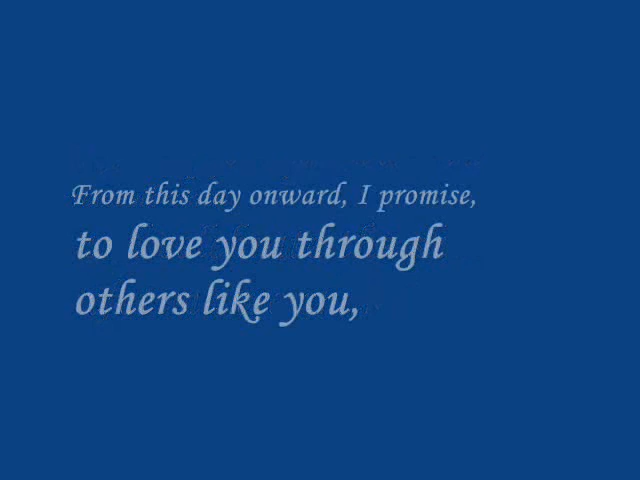 From this day onward, I promise,
to love you through
others like you,